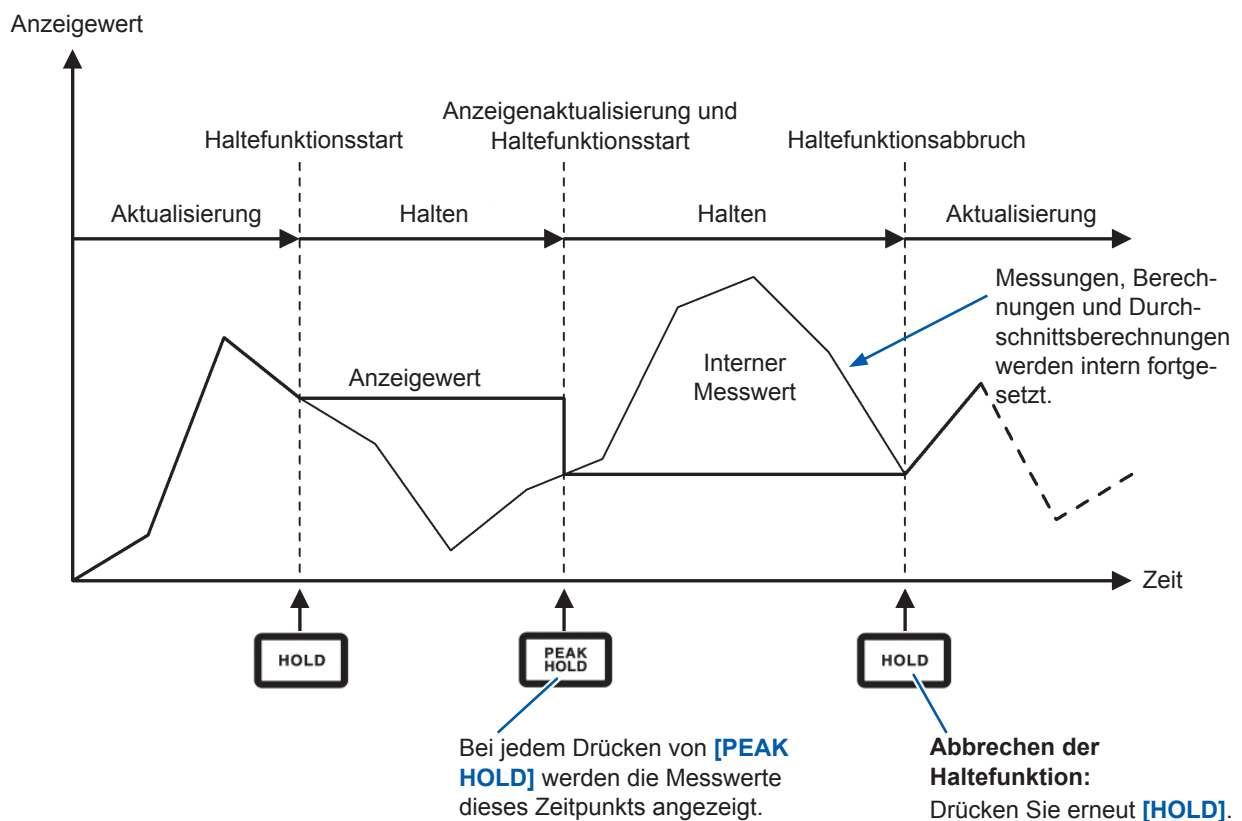 Anzeigewert
Anzeigenaktualisierung und
Haltefunktionsstart
Haltefunktionsstart
Haltefunktionsabbruch
Aktualisierung
Halten
Halten
Aktualisierung
Messungen, Berech-
nungen und Durch-
schnittsberechnungen
werden intern fortge-
setzt.
Anzeigewert
Interner
Messwert
Zeit
HOLD
PEAK
HOLD
HOLD
Bei jedem Drücken von [PEAK
HOLD] werden die Messwerte
dieses Zeitpunkts angezeigt.
Abbrechen der
Haltefunktion:
Drücken Sie erneut [HOLD].